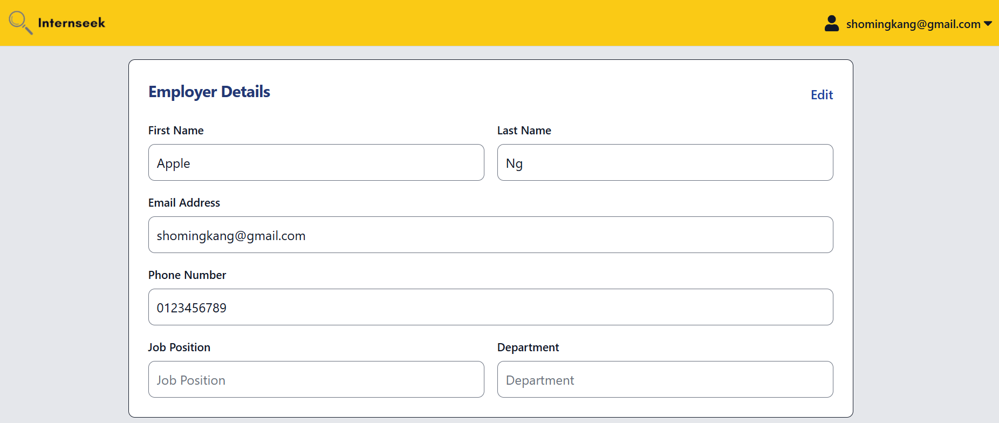 Internseek
shomingkang@gmail.com
Employer Details
Edit
First Name
Last Name
Apple
Ng
Email Address
shomingkang@gmail.com
Phone Number
0123456789
Job Position
Department
Job Position
Department